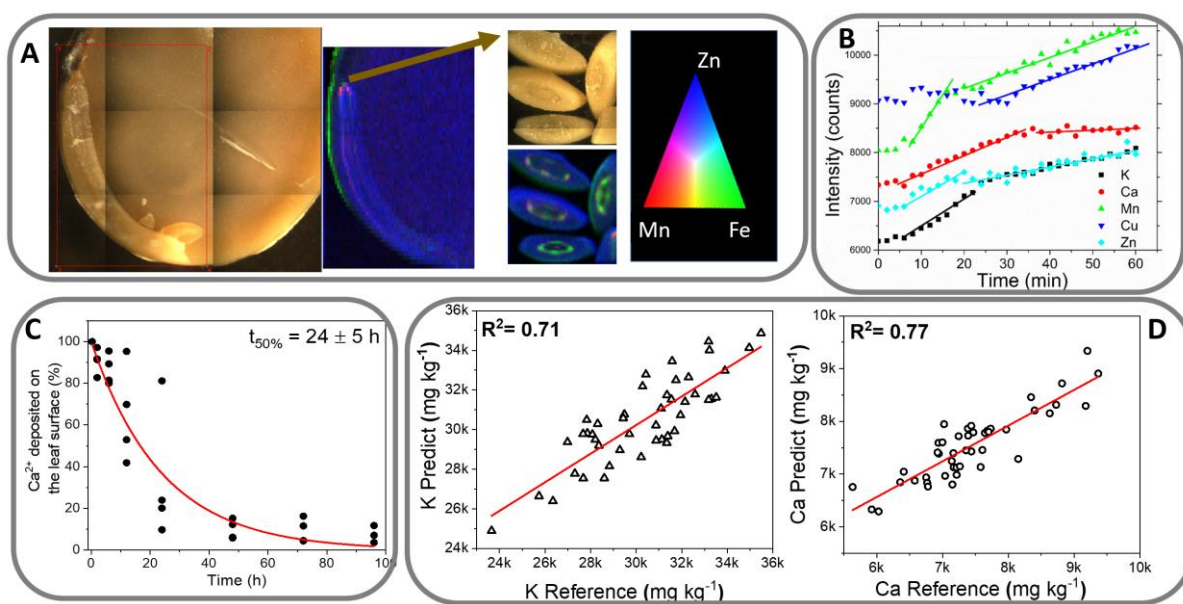 A
Zn
Mn
Fe
B
10000
9000
8000
7000
6000
Intensity (counts)
K
Ca
Mn
Cu
Zn
0 10 20 30 40 50 60
Time (min)
C
t50% = 24 ± 5 h
100
80
60
40
20
0
Ca2+ deposited on
the leaf surface (%)
0 20 40 60 80 100
Time (h)
R2= 0.71
36k
34k
32k
30k
28k
26k
24k
K Predict (mg kg-1)
24k 26k 28k 30k 32k 34k 36k
K Reference (mg kg-1)
D
R2= 0.77
10k
9k
8k
7k
6k
Ca Predict (mg kg-1)
6k 7k 8k 9k 10k
Ca Reference (mg kg-1)